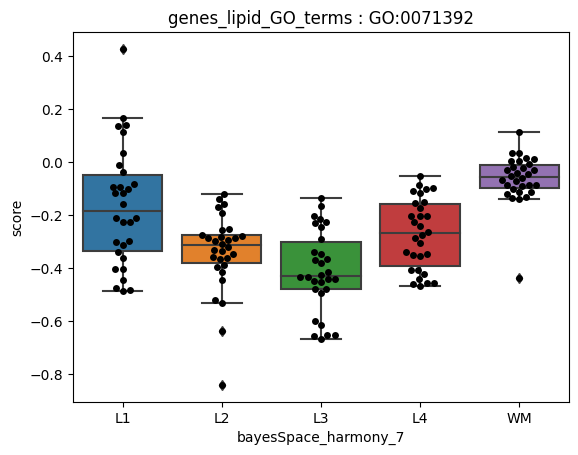 genes_lipid_GO_terms : GO:0071392
0.4
0.2
0.0
−0.2
−0.4
−0.6
−0.8
score
L1 L2 L3 L4 WM
bayesSpace_harmony_7